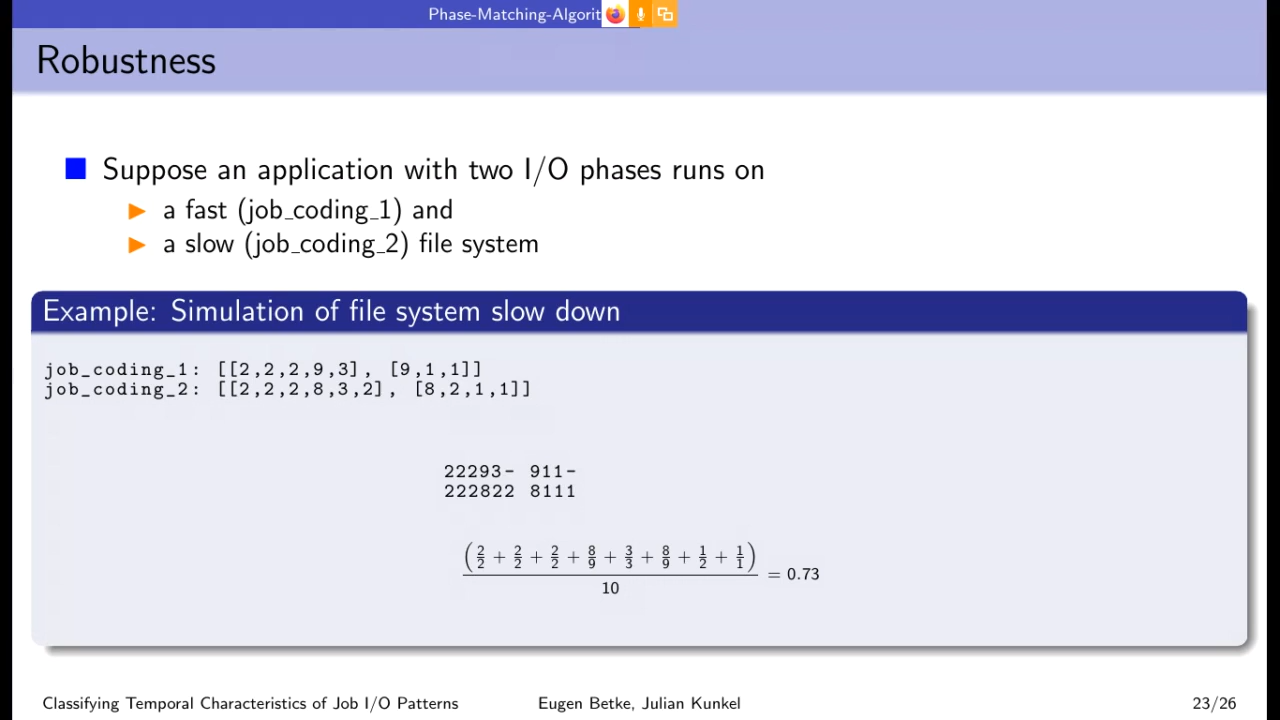 Phase-Matching-Algorit
Robustness
Suppose an application with two I/O phases runs on
a fast (job_coding_1) and
a slow (job_coding_2) file system
Example: Simulation of file system slow down
job_coding_1: [[2,2,2,9,3], [9,1,1]]
job_coding_2: [[2,2,2,8,3,2], [8,2,1,1]]
22293- 911-
222822 8111
(2/2 + 2/2 + 2/2 + 8/9 + 3/3 + 8/9 + 1/2 + 1/1) / 10 = 0.73
Classifying Temporal Characteristics of Job I/O Patterns Eugen Betke, Julian Kunkel 23/26